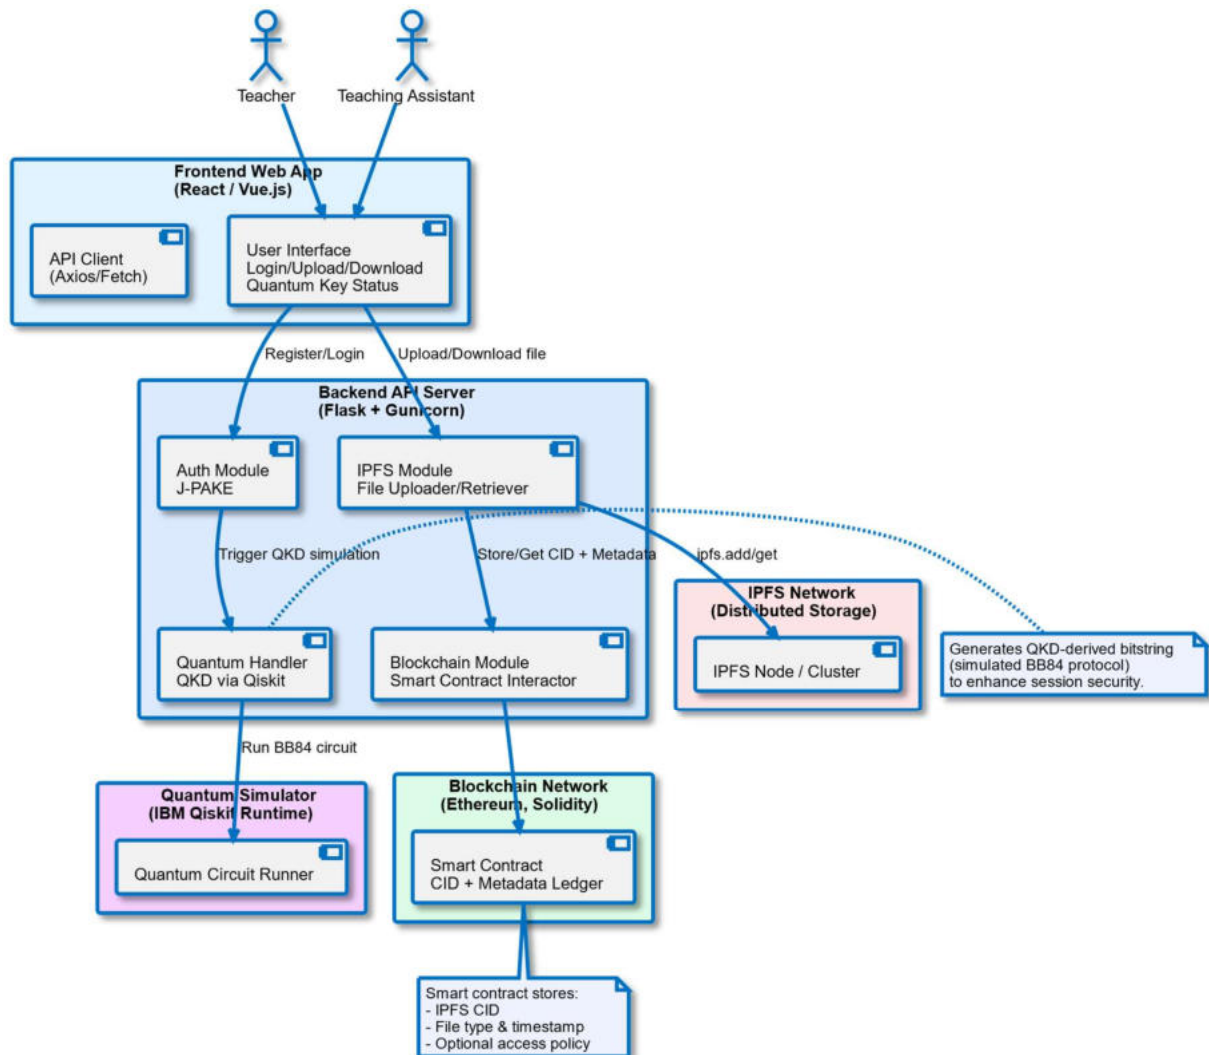 Teacher
Teaching Assistant
Frontend Web App
(React / Vue.js)
API Client
(Axios/Fetch)
User Interface
Login/Upload/Download
Quantum Key Status
Register/Login
Upload/Download file
Backend API Server
(Flask + Gunicorn)
Auth Module
J-PAKE
IPFS Module
File Uploader/Retriever
Trigger QKD simulation
Store/Get CID + Metadata
ipfs.add/get
IPFS Network
(Distributed Storage)
IPFS Node / Cluster
Generates QKD-derived bitstring
(simulated BB84 protocol)
to enhance session security.
Quantum Handler
QKD via Qiskit
Blockchain Module
Smart Contract Interactor
Run BB84 circuit
Quantum Simulator
(IBM Qiskit Runtime)
Quantum Circuit Runner
Blockchain Network
(Ethereum, Solidity)
Smart Contract
CID + Metadata Ledger
Smart contract stores:
- IPFS CID
- File type & timestamp
- Optional access policy